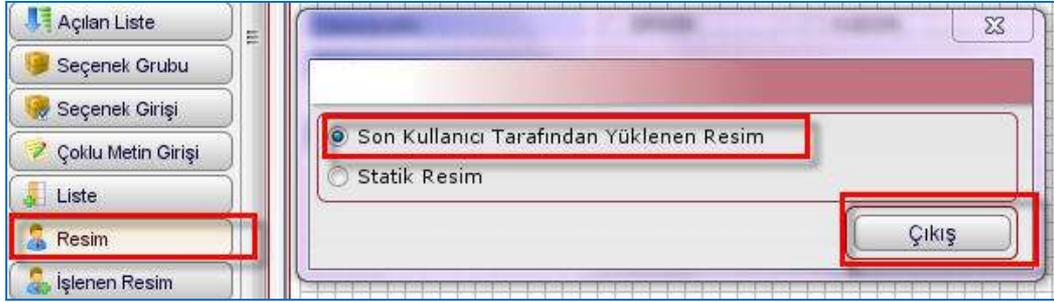 Açılan Liste
Seçenek Grubu
Seçenek Girişi
Çoklu Metin Girişi
Liste
Resim
İşlenen Resim
Son Kullanıcı Tarafından Yüklenen Resim
Statik Resim
Çıkış